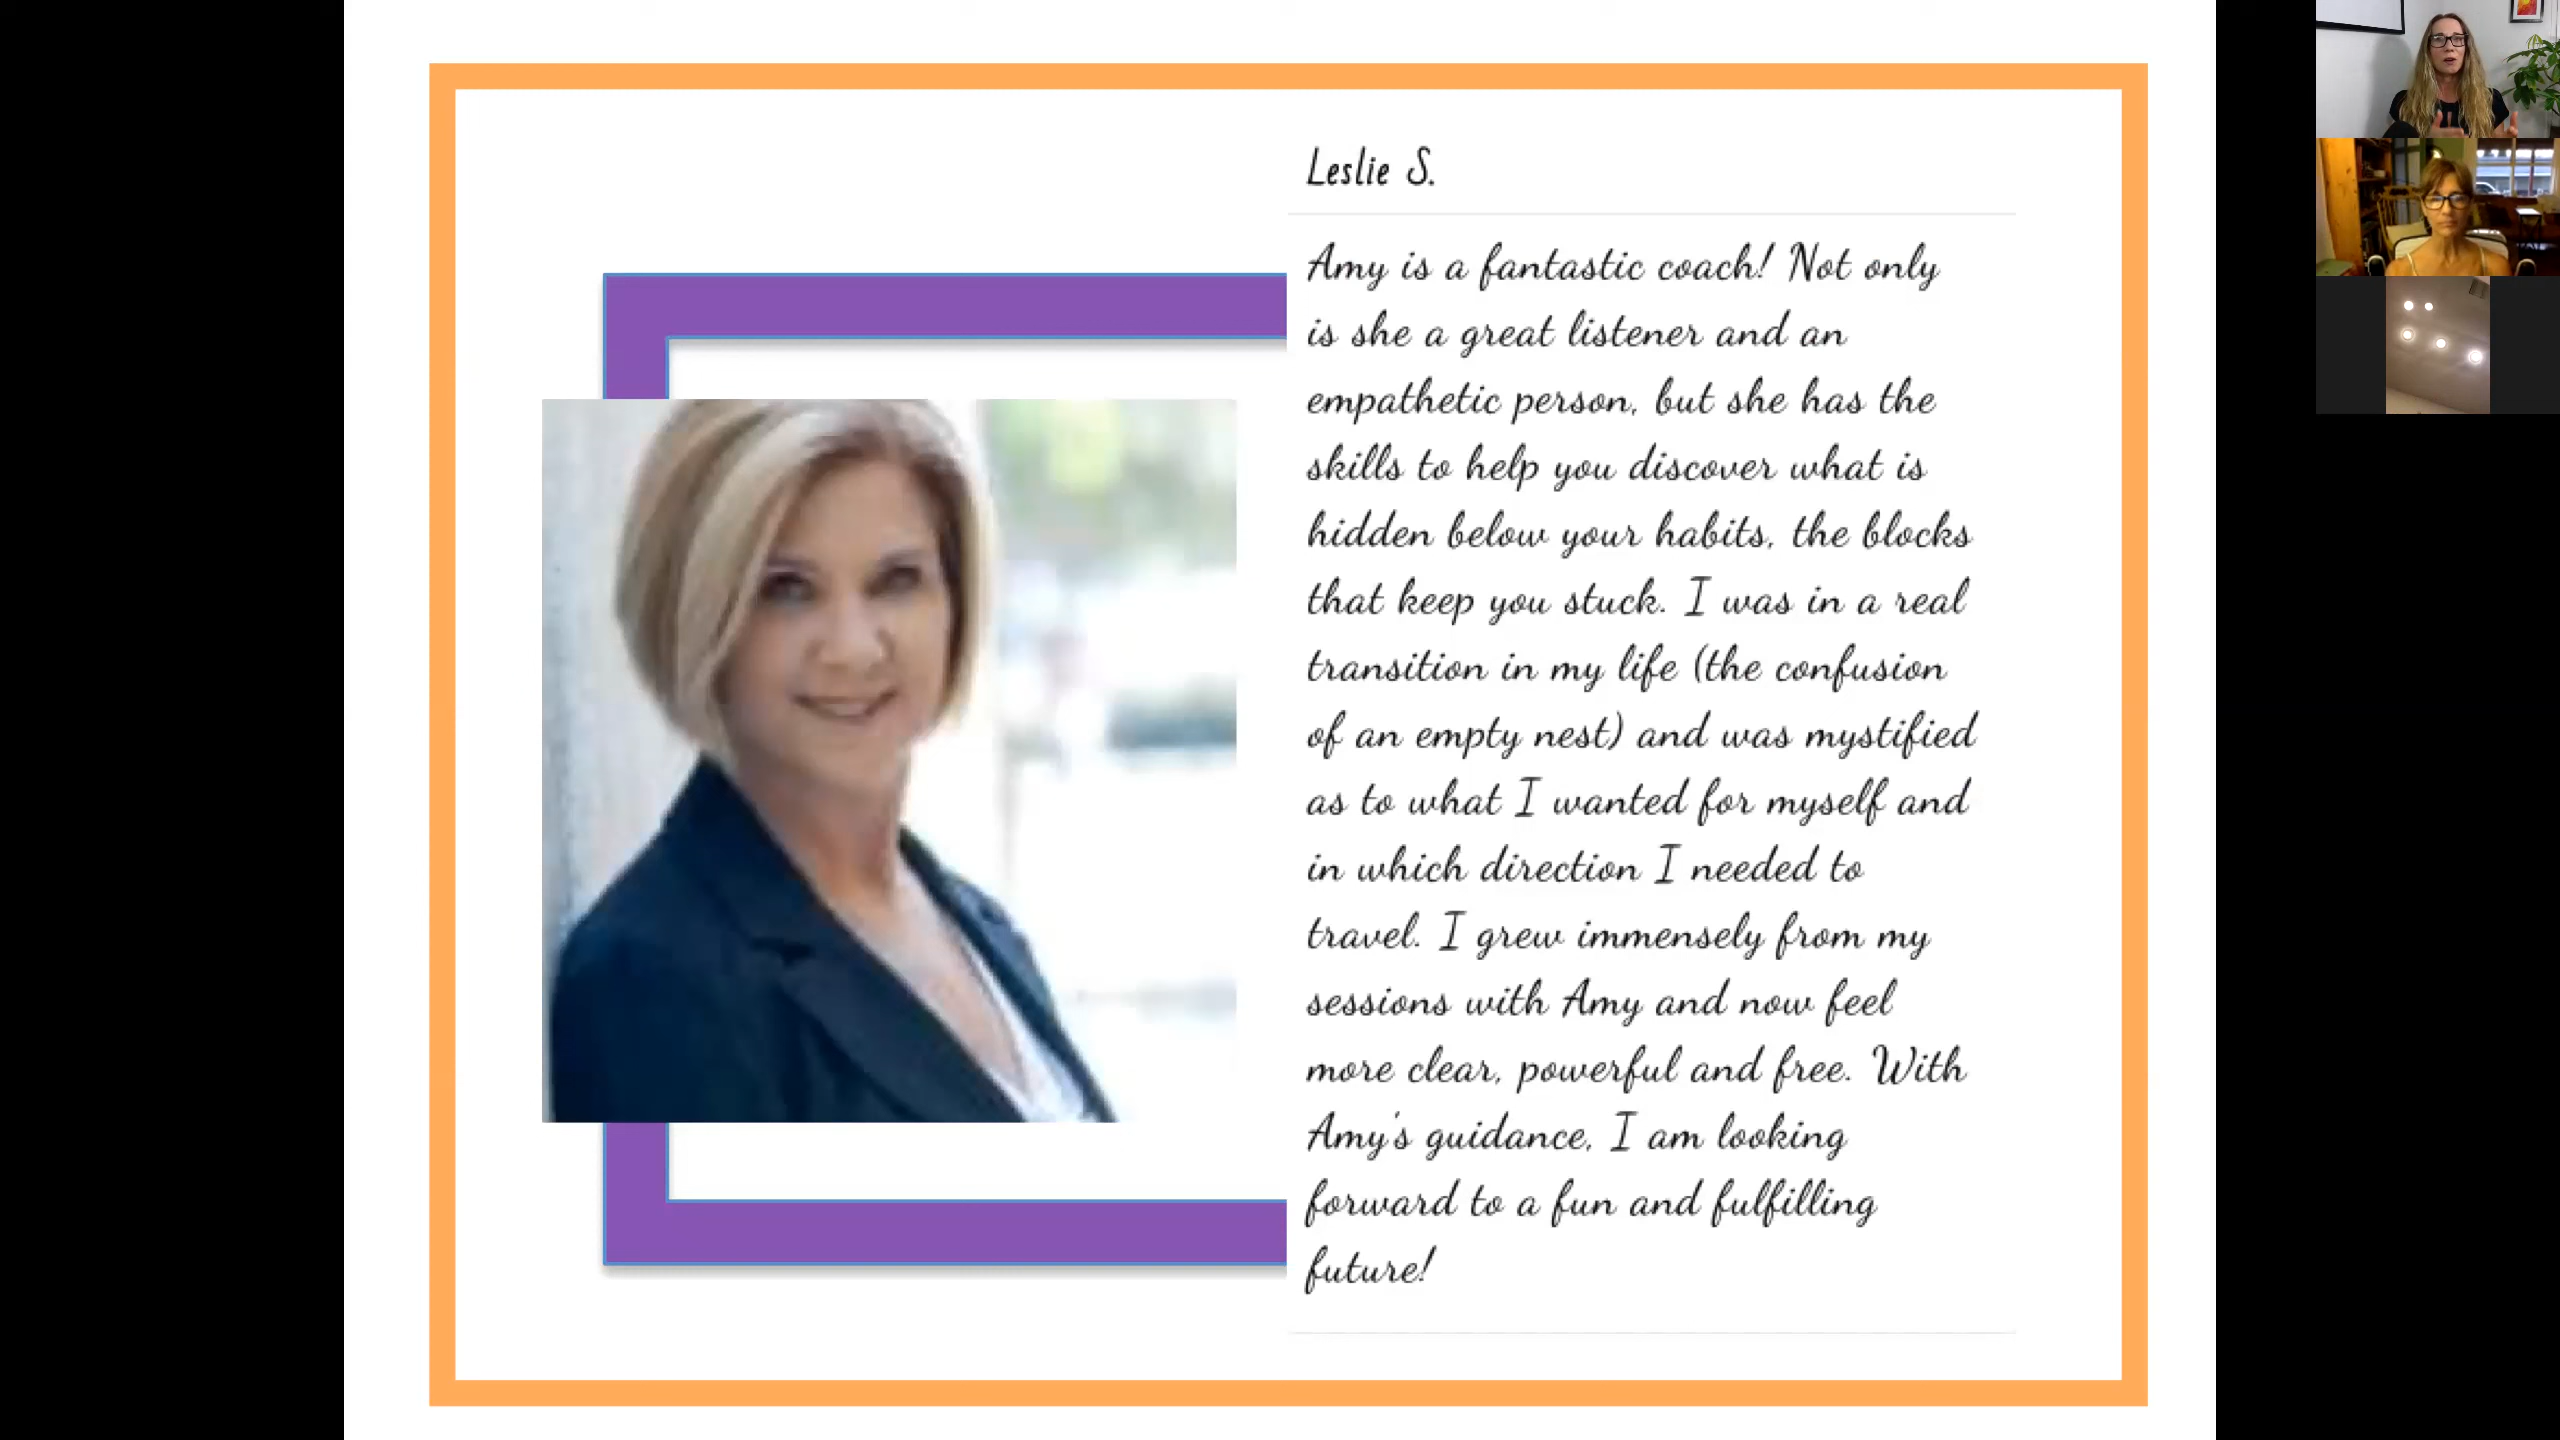 Leslie S.
Amy is a fantastic coach! Not only
is she a great listener and an
empathetic person, but she has the
skills to help you discover what is
hidden below your habits, the blocks
that keep you stuck. I was in a real
transition in my life (the confusion
of an empty nest) and was mystified
as to what I wanted for myself and
in which direction I needed to
travel. I grew immensely from my
sessions with Amy and now feel
more clear, powerful and free. With
Amy's guidance, I am looking
forward to a fun and fulfilling
future!